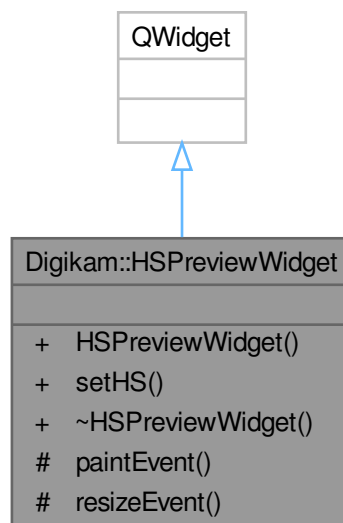 QWidget
Digikam::HSPreviewWidget
+ HSPreviewWidget()
+ setHS()
+ ~HSPreviewWidget()
# paintEvent()
# resizeEvent()